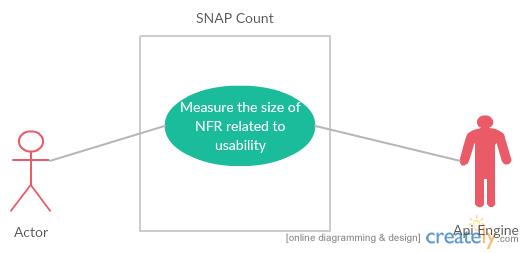 SNAP Count
Measure the size of
NFR related to
usability
Actor
Api Engine
[online diagramming & design] creately.com